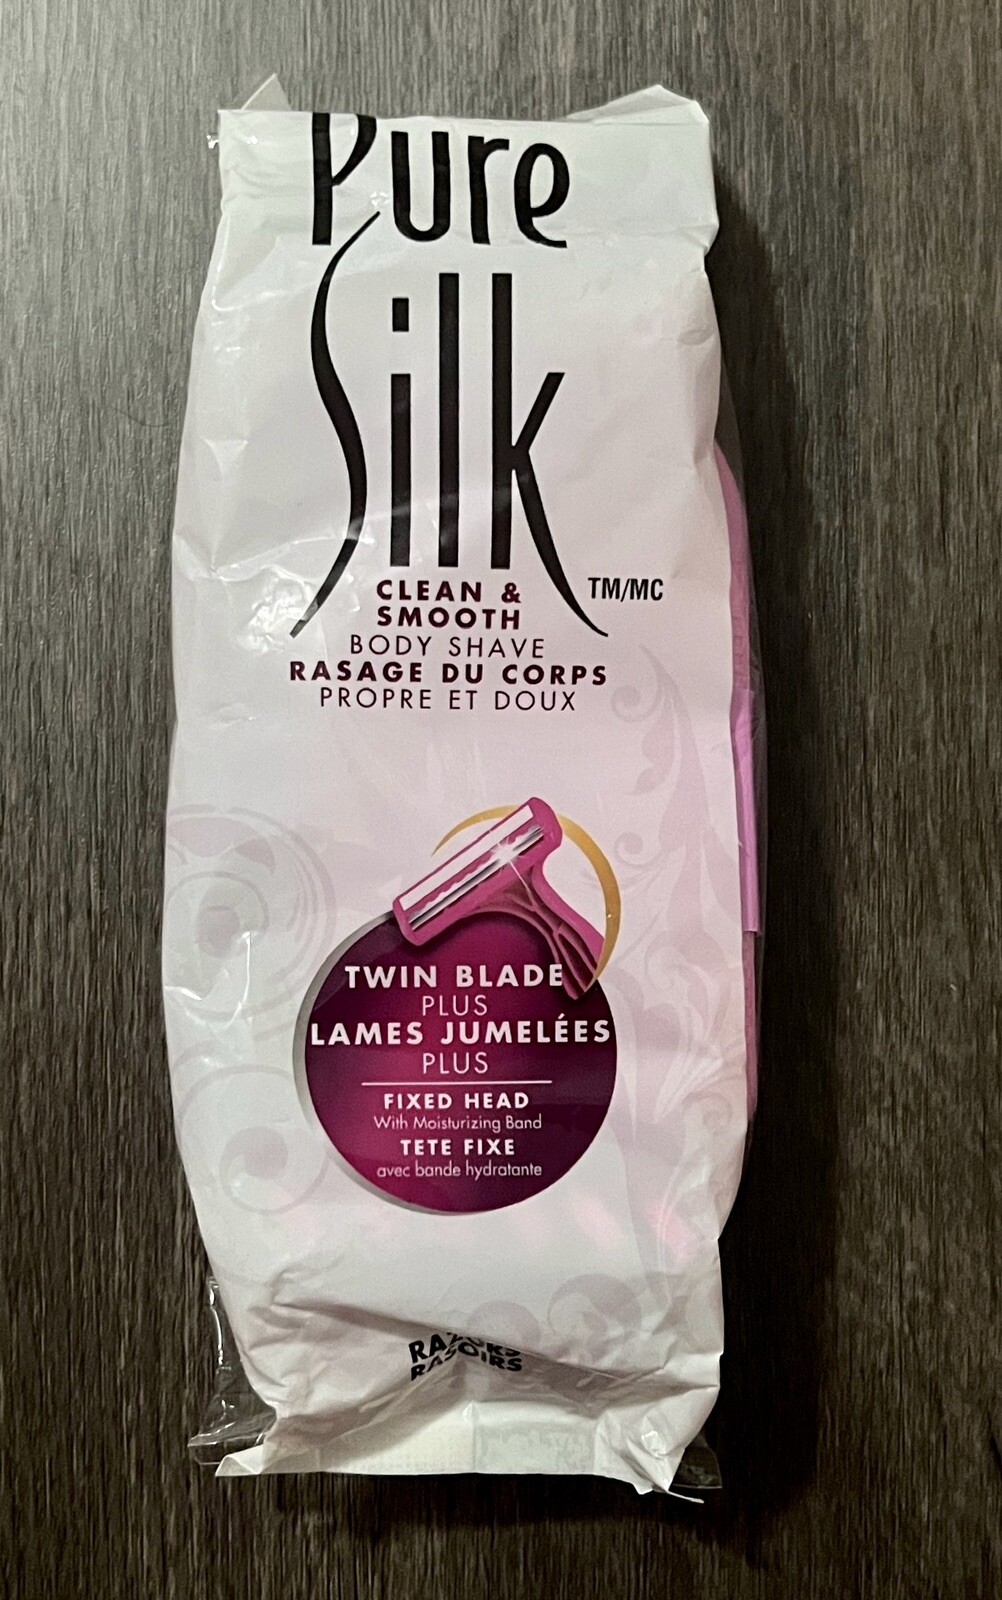 Pure
Silk
TM/MC
CLEAN &
SMOOTH
BODY SHAVE
RASAGE DU CORPS
PROPRE ET DOUX
TWIN BLADE
PLUS
LAMES JUMELÉES
PLUS
FIXED HEAD
With Moisturizing Band
TETE FIXE
avec bande hydratante
RAZORS
RASOIRS